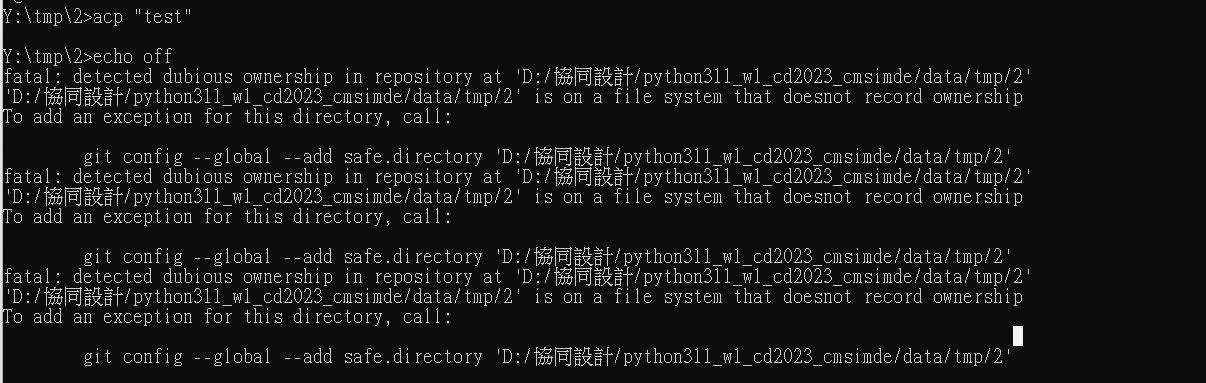 Y:\tmp\2>acp "test"
Y:\tmp\2>echo off
fatal: detected dubious ownership in repository at 'D:/協同設計/python311_w1_cd2023_cmsimde/data/tmp/2'
'D:/協同設計/python311_w1_cd2023_cmsimde/data/tmp/2' is on a file system that doesnot record ownership
To add an exception for this directory, call:
git config --global --add safe.directory 'D:/協同設計/python311_w1_cd2023_cmsimde/data/tmp/2'
fatal: detected dubious ownership in repository at 'D:/協同設計/python311_w1_cd2023_cmsimde/data/tmp/2'
'D:/協同設計/python311_w1_cd2023_cmsimde/data/tmp/2' is on a file system that doesnot record ownership
To add an exception for this directory, call:
git config --global --add safe.directory 'D:/協同設計/python311_w1_cd2023_cmsimde/data/tmp/2'
fatal: detected dubious ownership in repository at 'D:/協同設計/python311_w1_cd2023_cmsimde/data/tmp/2'
'D:/協同設計/python311_w1_cd2023_cmsimde/data/tmp/2' is on a file system that doesnot record ownership
To add an exception for this directory, call:
git config --global --add safe.directory 'D:/協同設計/python311_w1_cd2023_cmsimde/data/tmp/2'